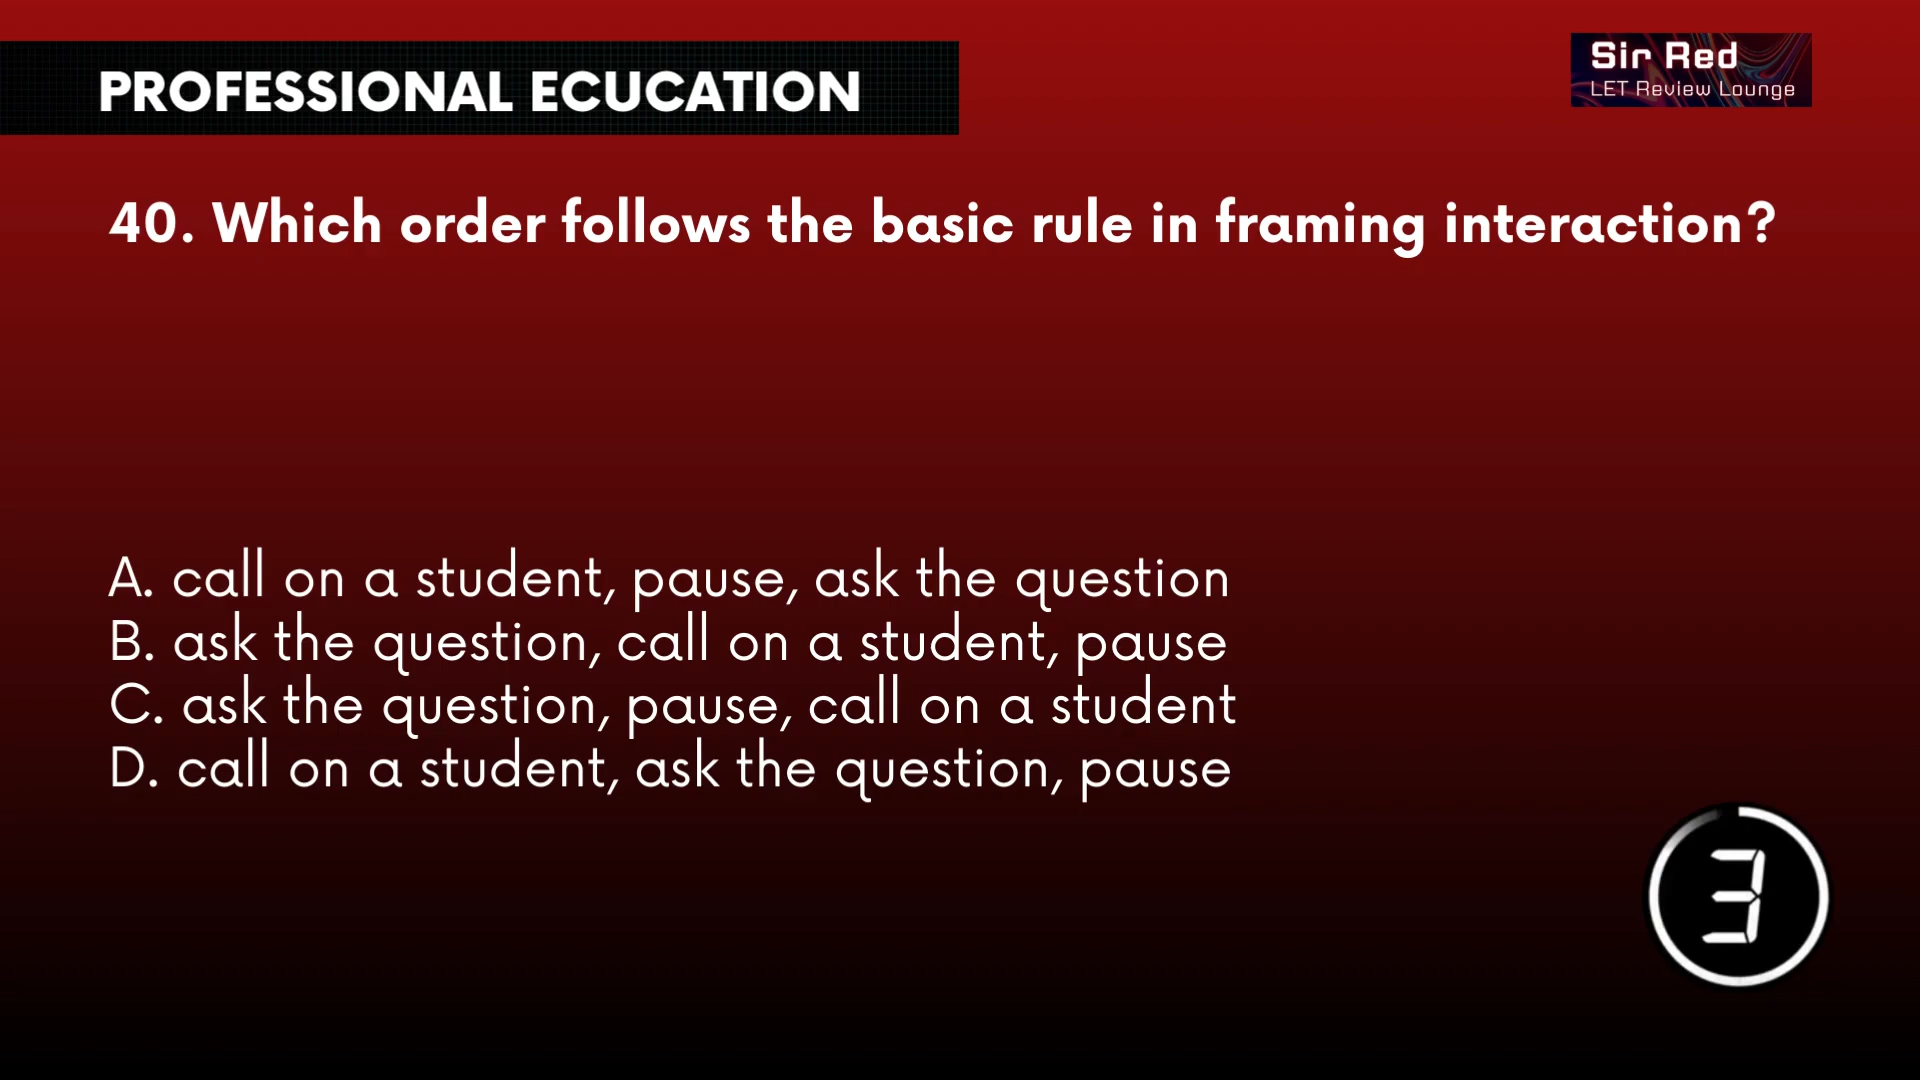 PROFESSIONAL ECUCATION
Sir Red
LET Review Lounge
40. Which order follows the basic rule in framing interaction?
A. call on a student, pause, ask the question
B. ask the question, call on a student, pause
C. ask the question, pause, call on a student
D. call on a student, ask the question, pause
3